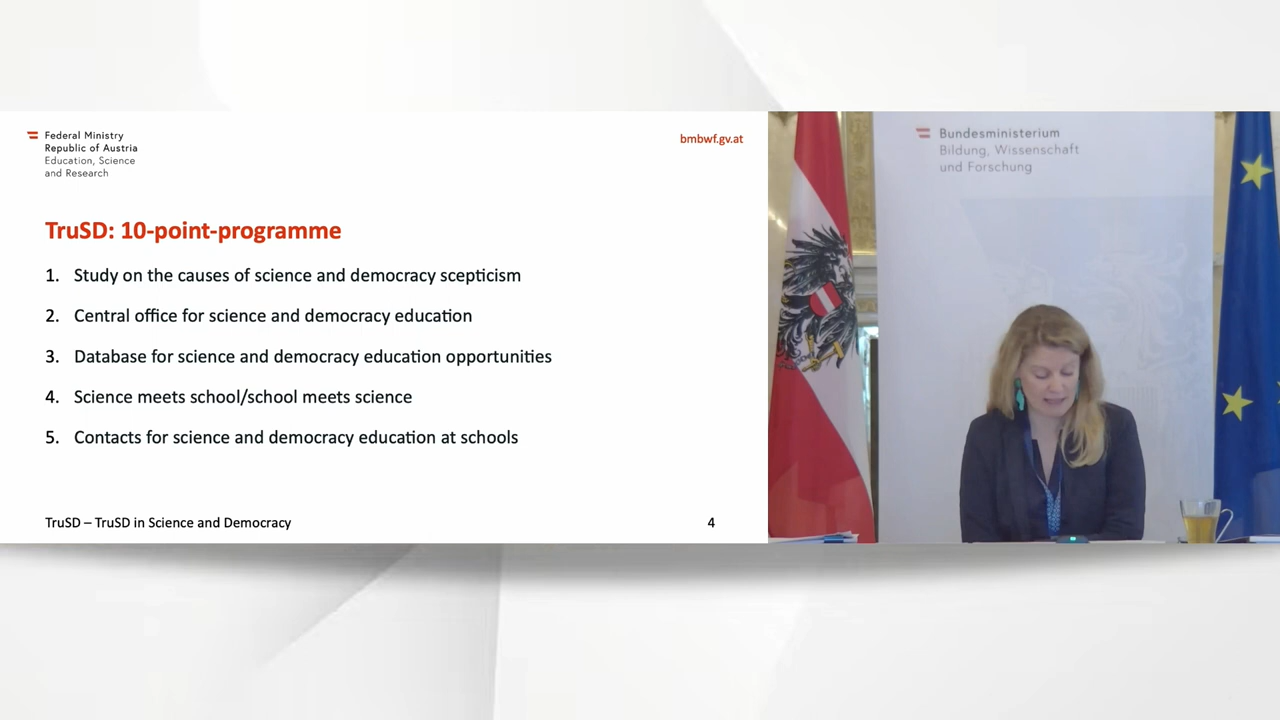 Federal Ministry
Republic of Austria
Education, Science
and Research
bmbwf.gv.at
TruSD: 10-point-programme
1. Study on the causes of science and democracy scepticism
2. Central office for science and democracy education
3. Database for science and democracy education opportunities
4. Science meets school/school meets science
5. Contacts for science and democracy education at schools
TruSD – TruSD in Science and Democracy
4
Bundesministerium
Bildung, Wissenschaft
und Forschung